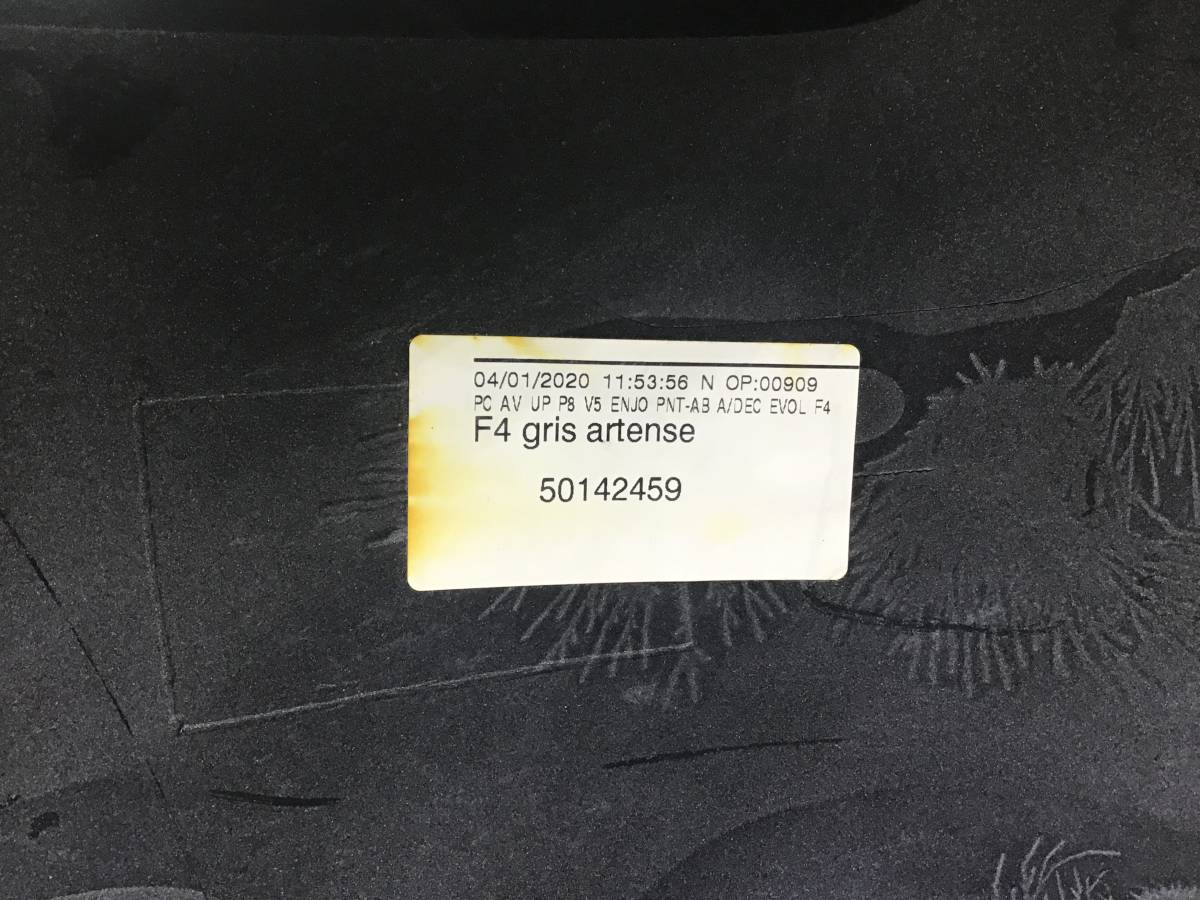 04/01/2020 11:53:56 N OP:00909
PC AV UP P8 V5 ENJO PNT-AB A/DEC EVOL F4
F4 gris artense
50142459